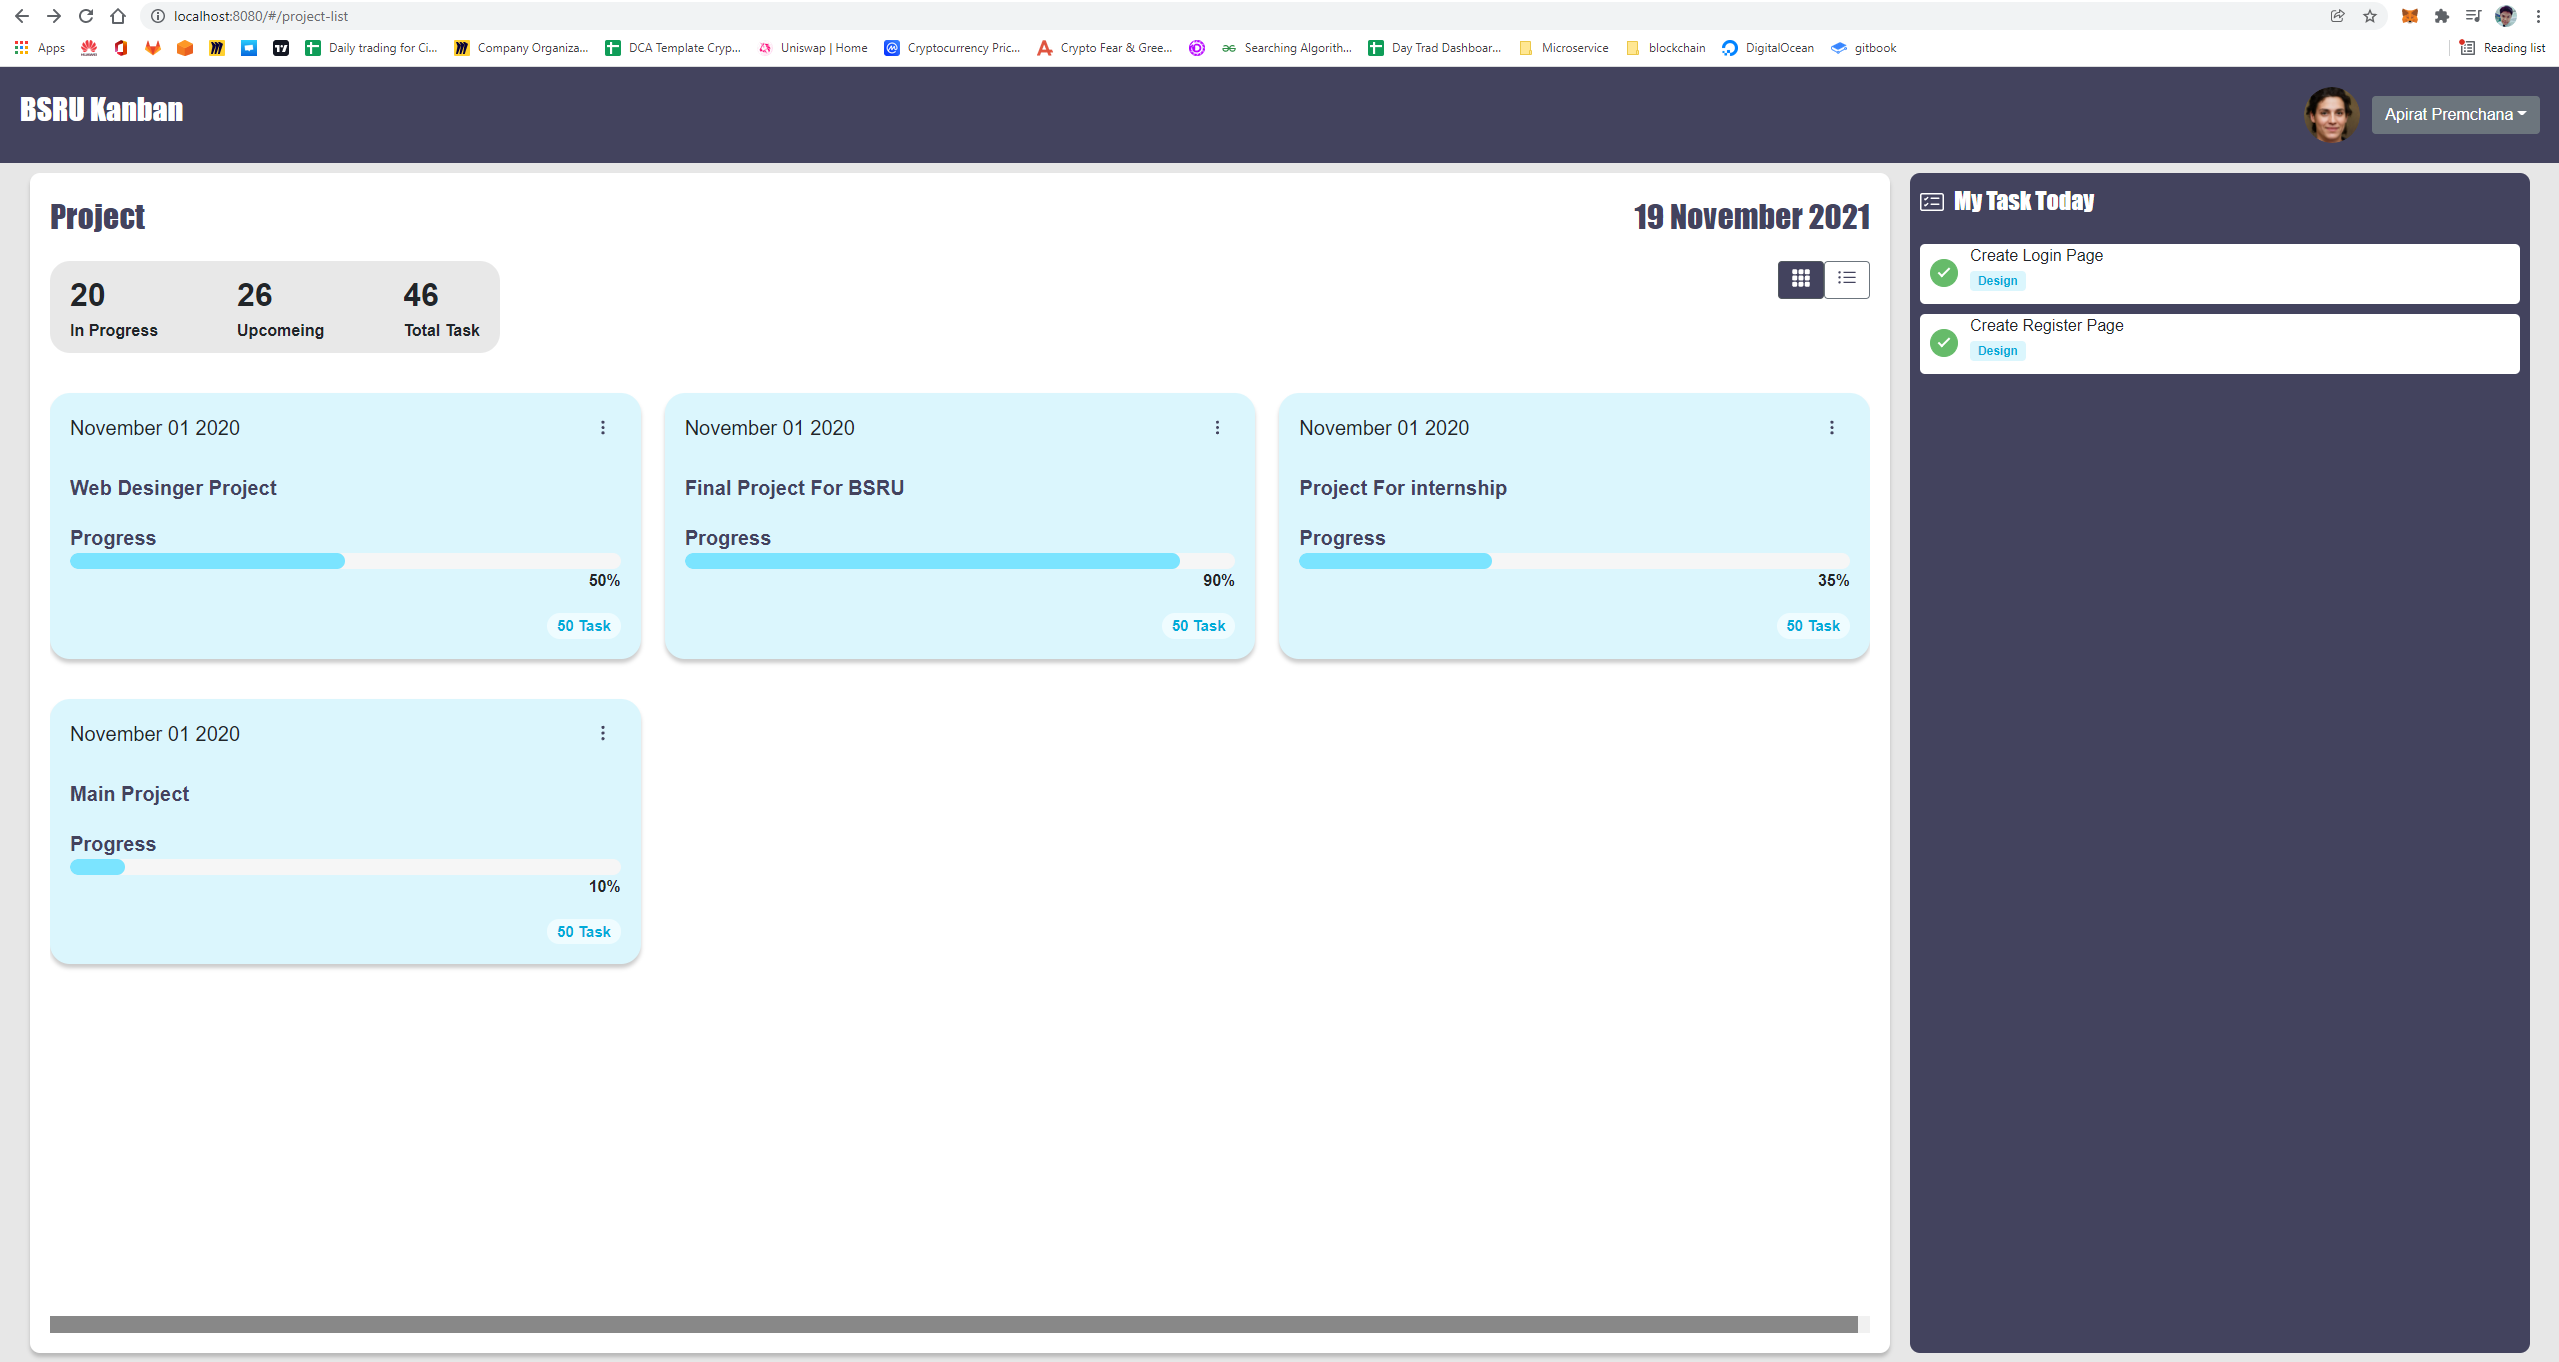 localhost:8080/#/project-list
Apps
Daily trading for Ci...
Company Organiza...
DCA Template Cryp...
Uniswap | Home
Cryptocurrency Pric...
Crypto Fear & Gree...
Searching Algorith...
Day Trad Dashboar...
Microservice
blockchain
DigitalOcean
gitbook
Reading list
BSRU Kanban
Apirat Premchana
Project
19 November 2021
20
In Progress
26
Upcomeing
46
Total Task
November 01 2020
Web Desinger Project
Progress
50%
50 Task
November 01 2020
Final Project For BSRU
Progress
90%
50 Task
November 01 2020
Project For internship
Progress
35%
50 Task
November 01 2020
Main Project
Progress
10%
50 Task
My Task Today
Create Login Page
Design
Create Register Page
Design